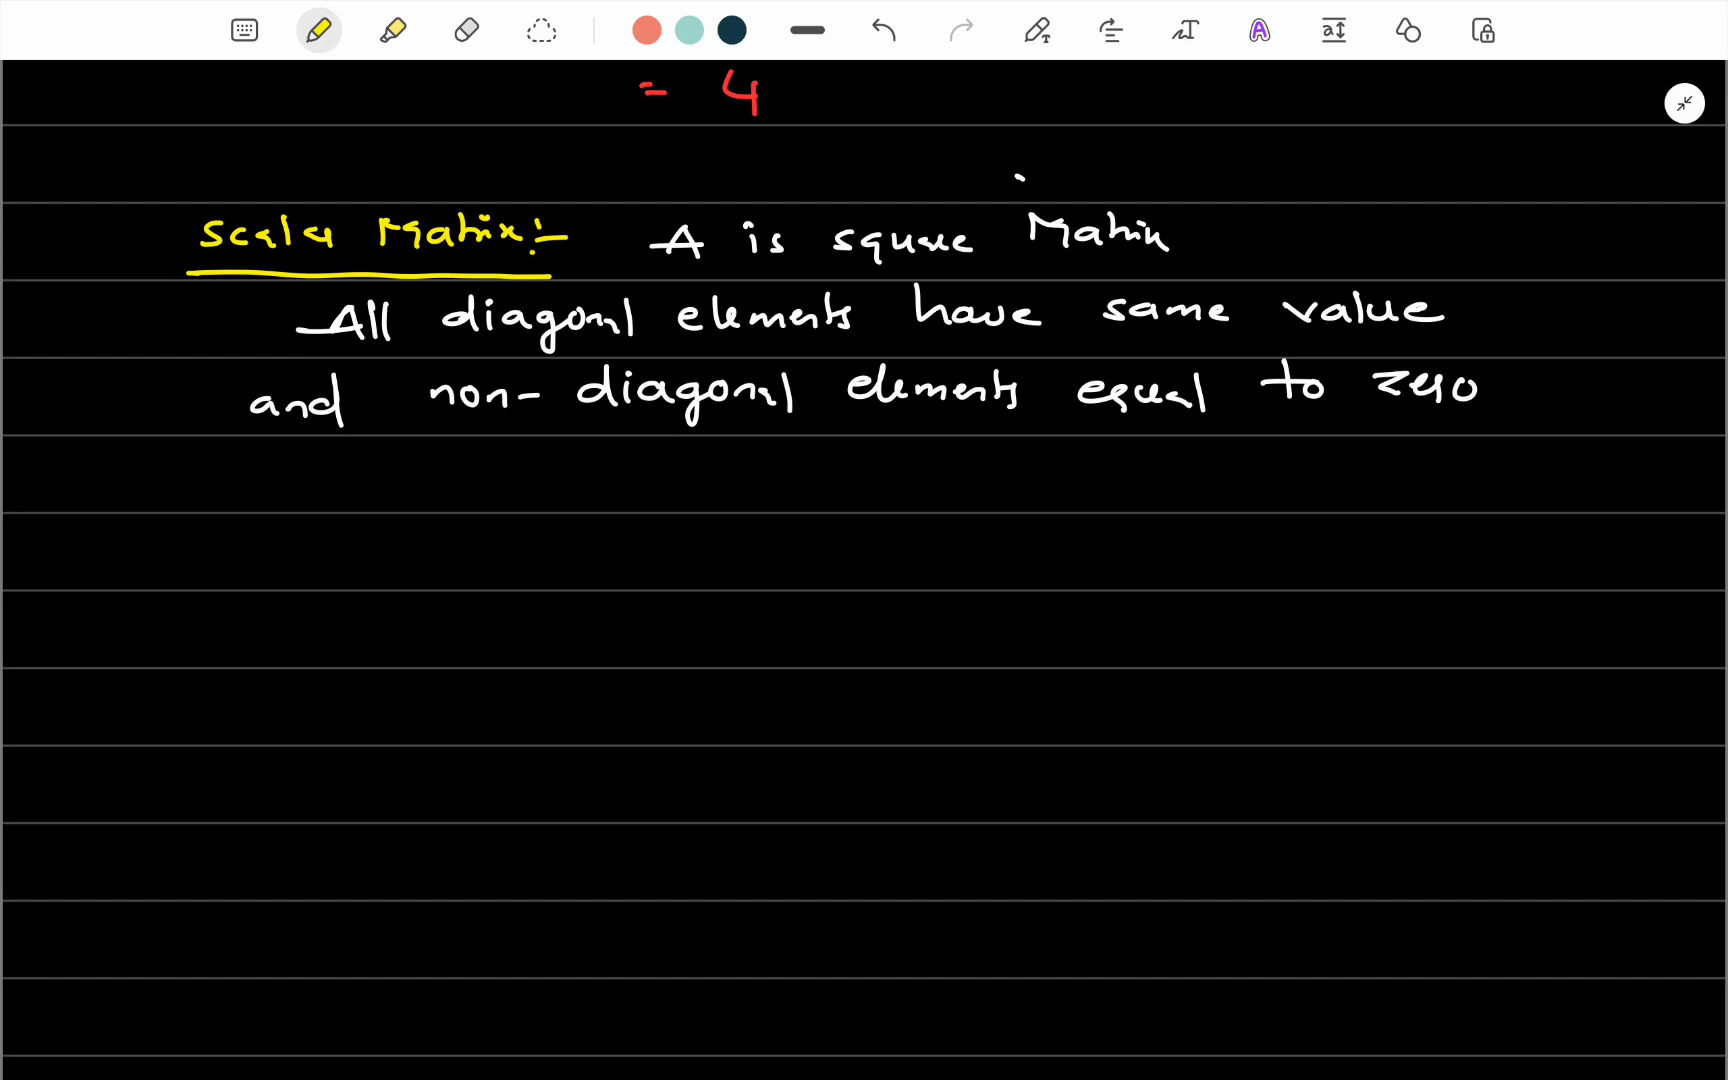 = 4
Scalar Matrix:- A is square Matrix
All diagonal elements have same value
and non-diagonal elements equal to zero